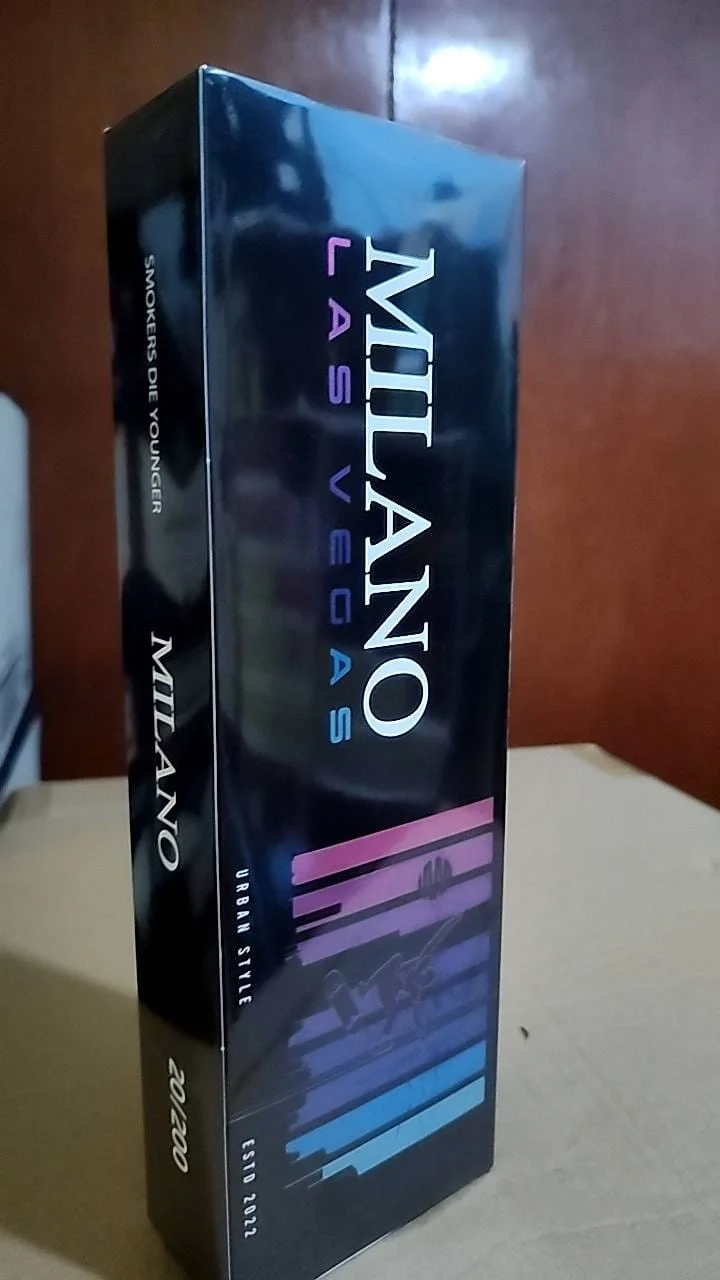 MILANO
LAS VEGAS
URBAN STYLE
ESTD 2022
SMOKERS DIE YOUNGER
MILANO
20/200